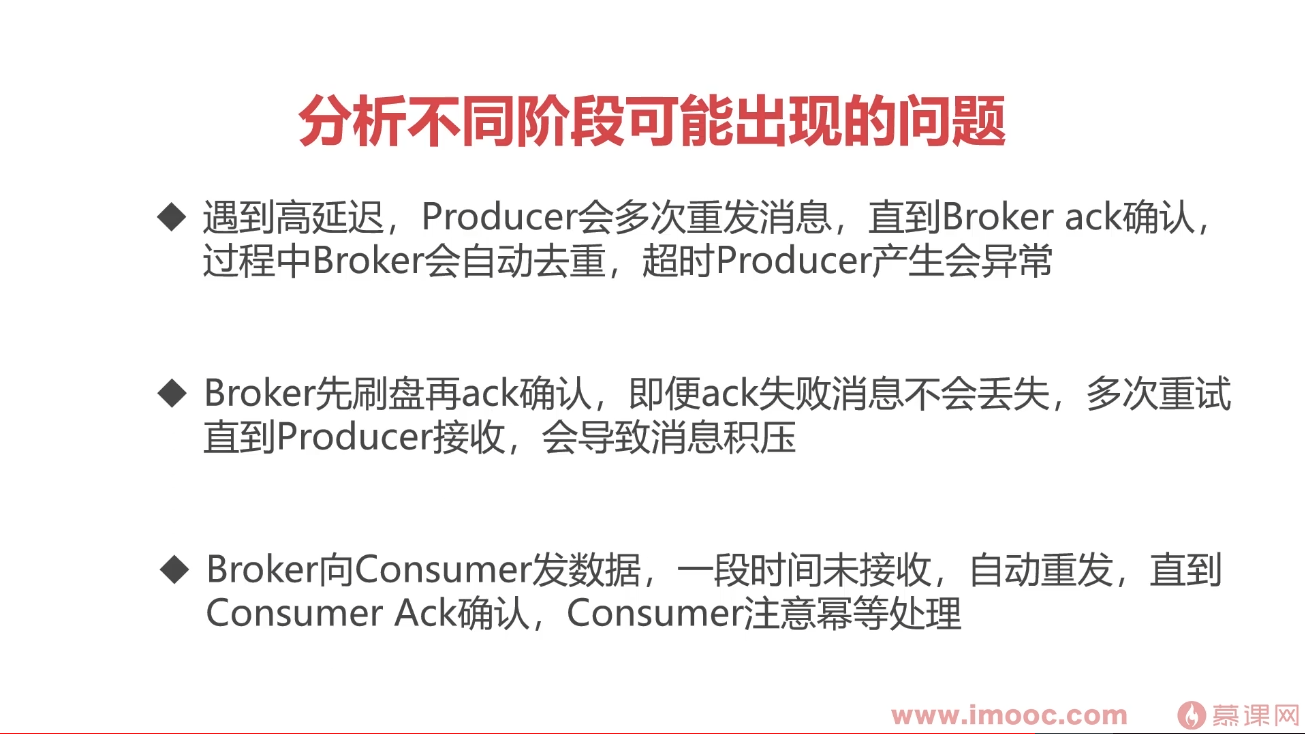 分析不同阶段可能出现的问题
◆ 遇到高延迟，Producer会多次重发消息，直到Broker ack确认，
过程中Broker会自动去重，超时Producer产生会异常
◆ Broker先刷盘再ack确认，即便ack失败消息不会丢失，多次重试
直到Producer接收，会导致消息积压
◆ Broker向Consumer发数据，一段时间未接收，自动重发，直到
Consumer Ack确认，Consumer注意幂等处理
www.imooc.com 慕课网